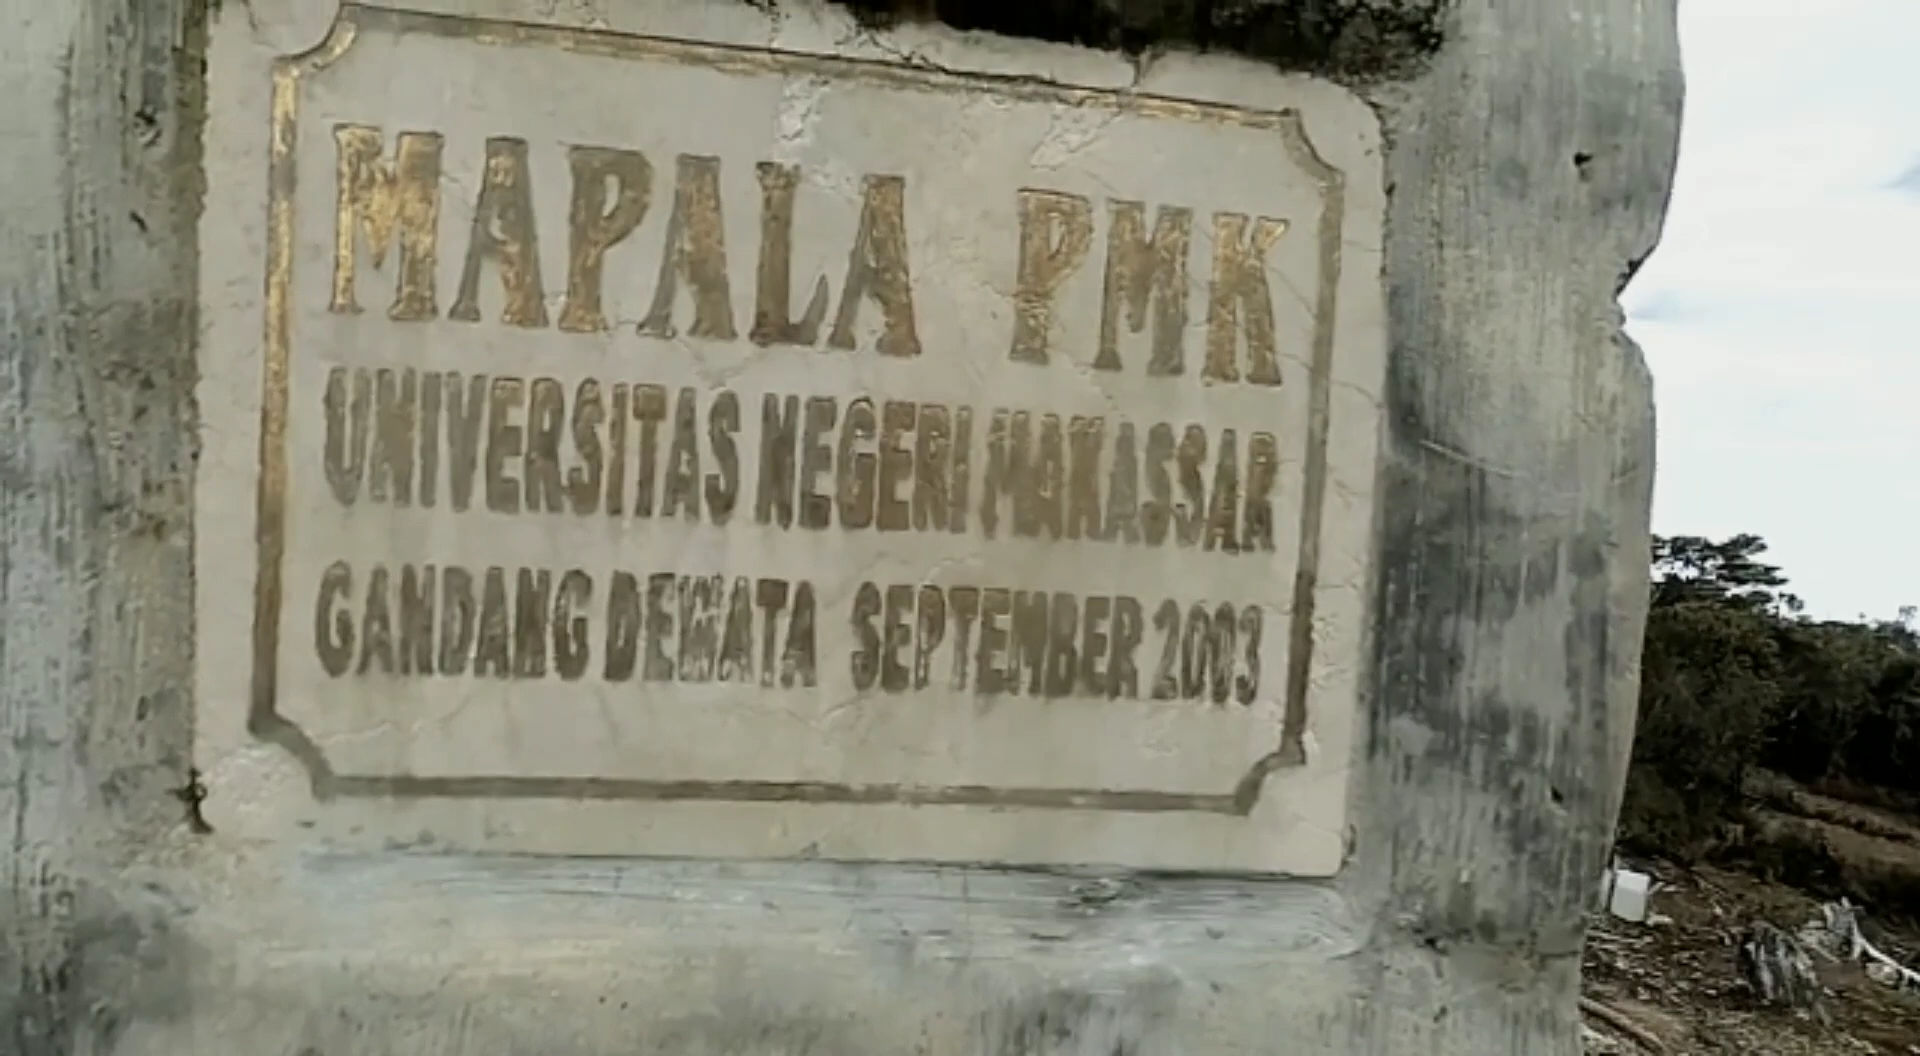 MAPALA PMK
UNIVERSITAS NEGERI MAKASSAR
GANDANG DEWATA SEPTEMBER 2003